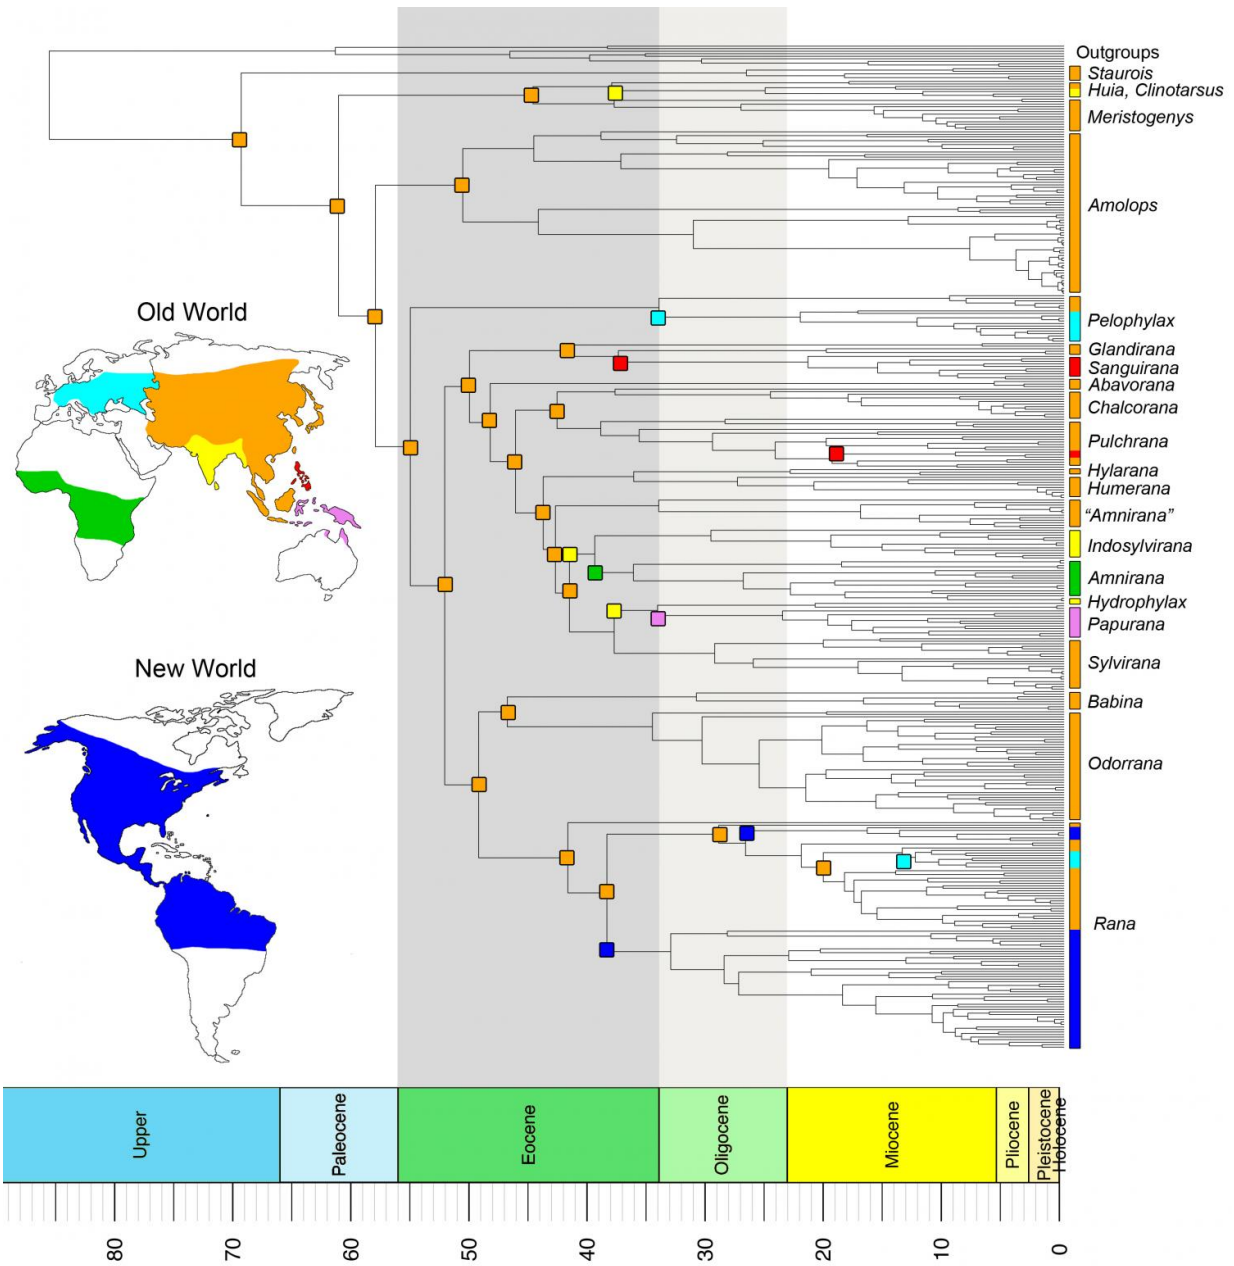 Outgroups
Staurois
Huia, Clinotarsus
Meristogenys
Amolops
Old World
Pelophylax
Glandirana
Sanguirana
Abavorana
Chalcorana
Pulchrana
Hylarana
Humerana
“Amnirana”
Indosylvirana
Amnirana
Hydrophylax
Papurana
New World
Sylvirana
Babina
Odorrana
Rana
Upper
Paleocene
Eocene
Oligocene
Miocene
Pliocene
Pleistocene
Holocene
80
70
60
50
40
30
20
10
0